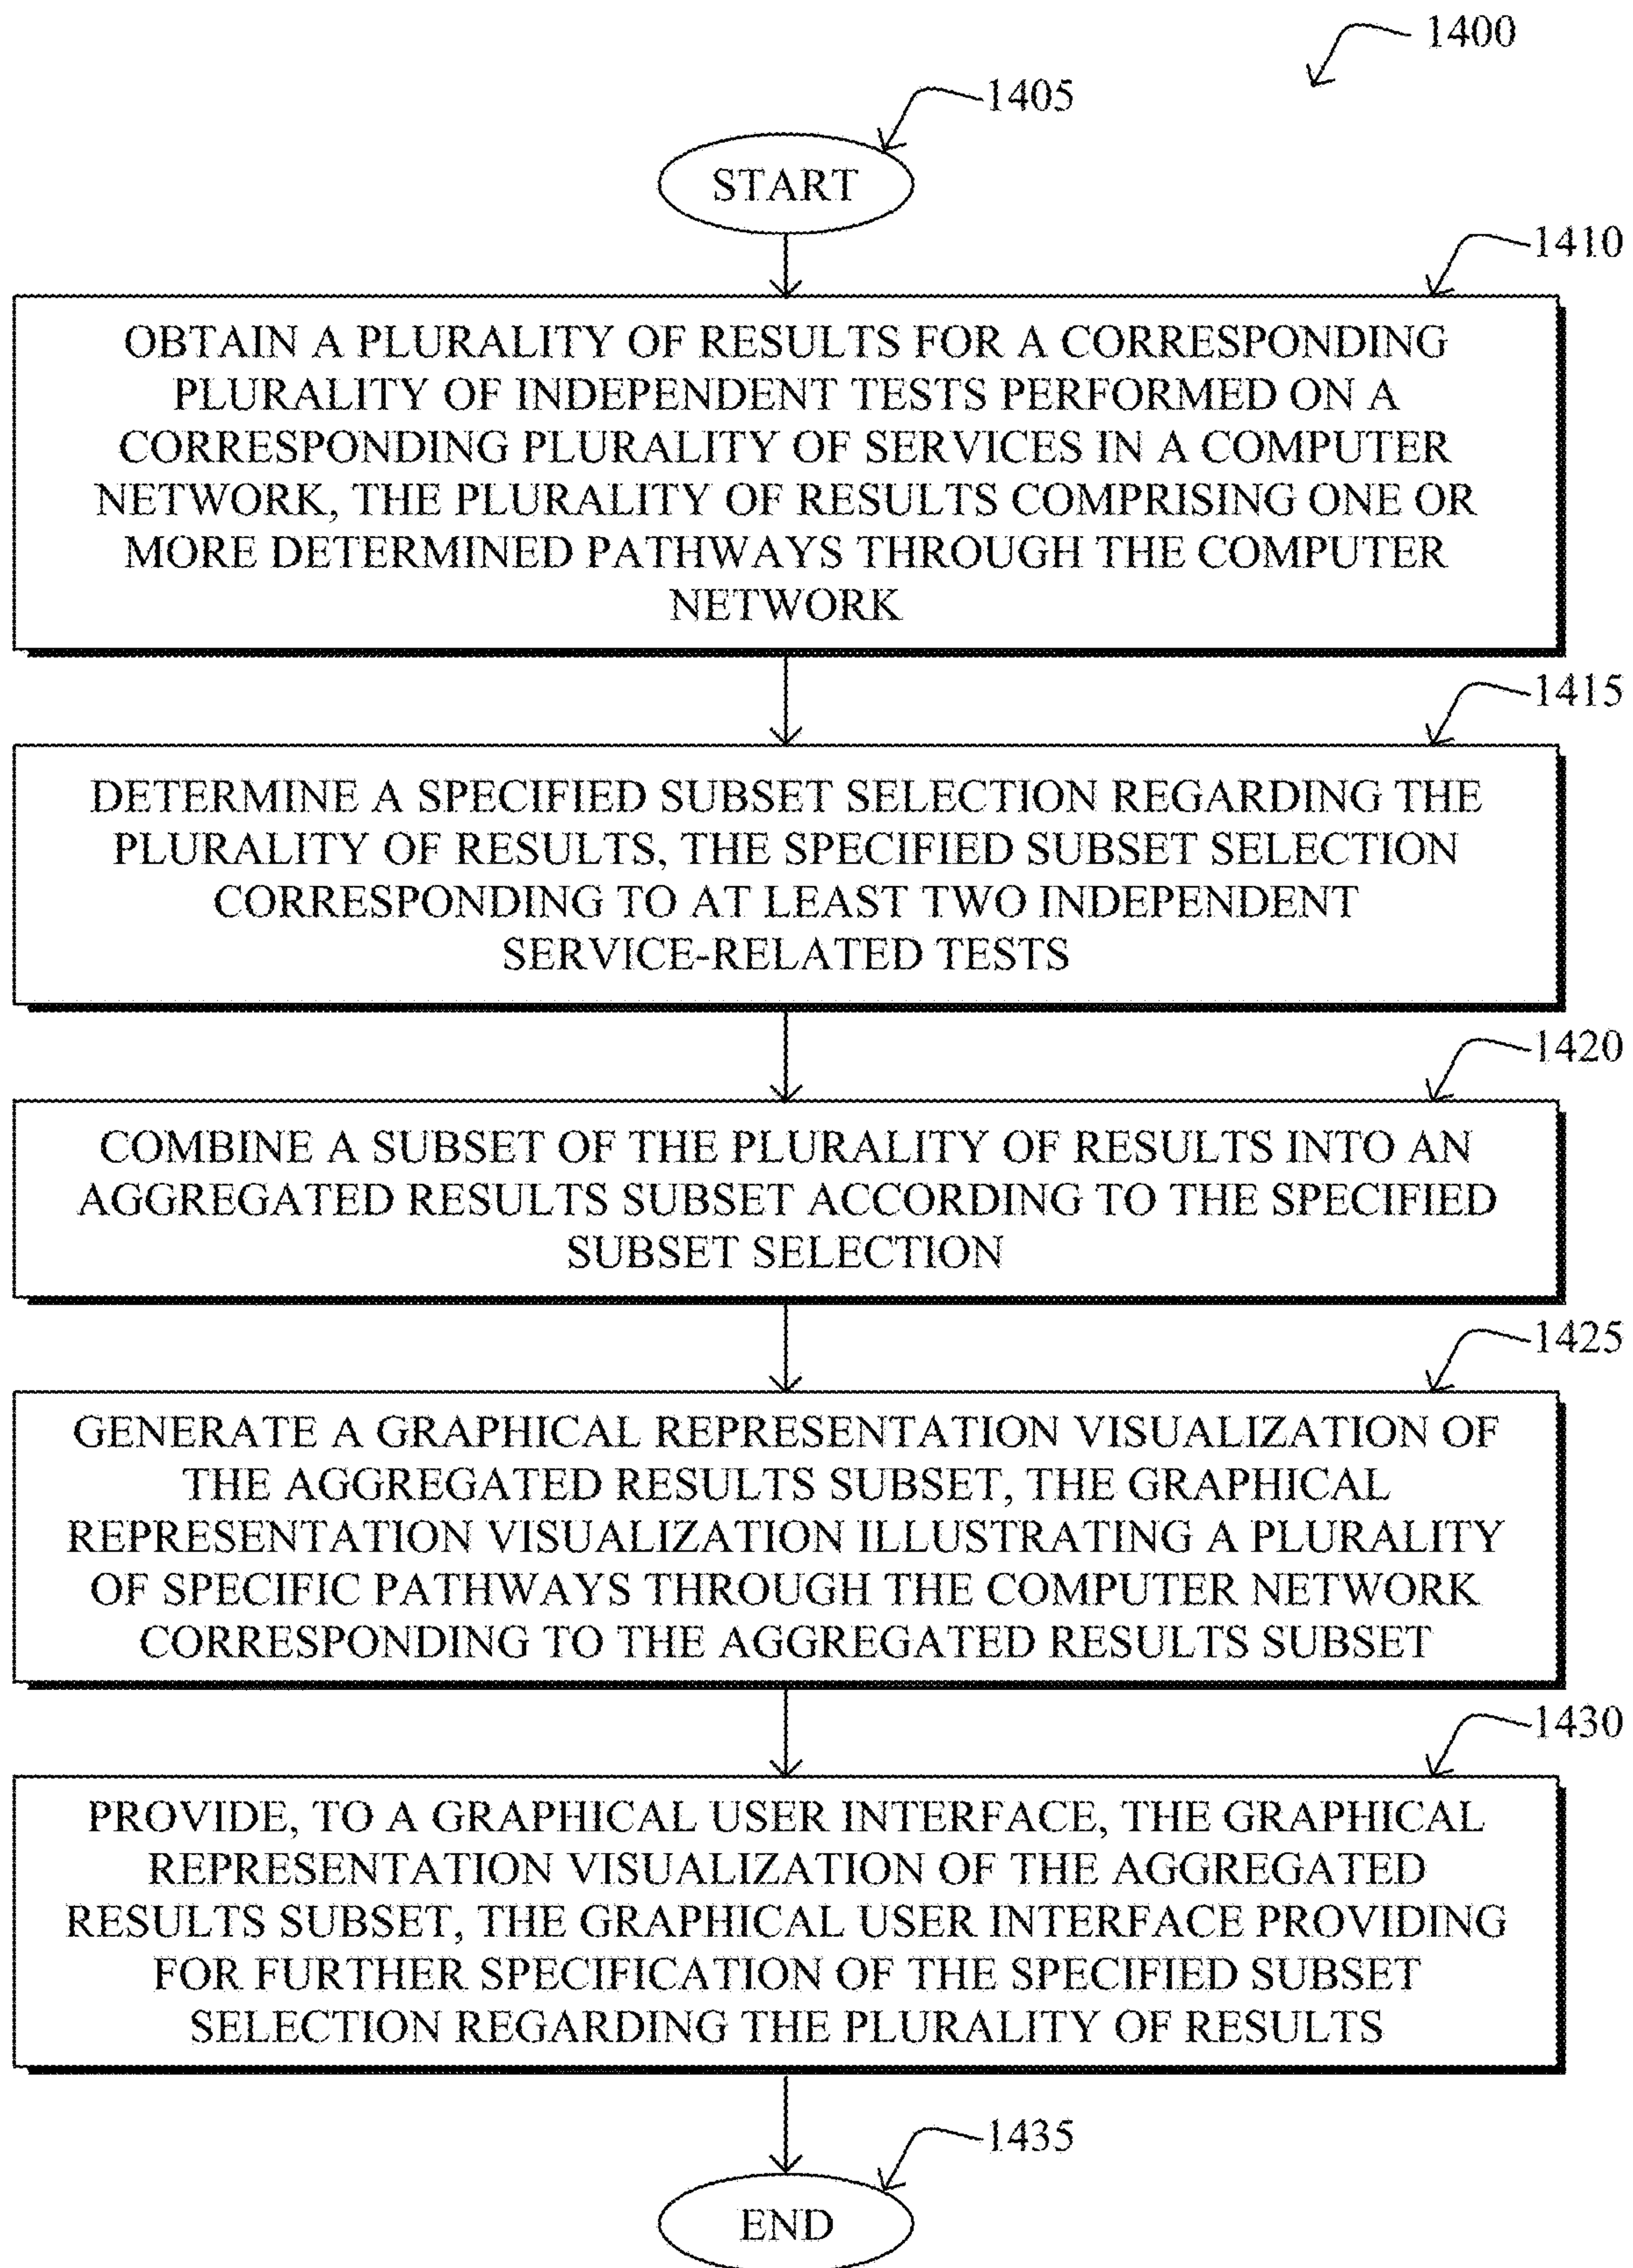 1400
1405
START
1410
OBTAIN A PLURALITY OF RESULTS FOR A CORRESPONDING
PLURALITY OF INDEPENDENT TESTS PERFORMED ON A
CORRESPONDING PLURALITY OF SERVICES IN A COMPUTER
NETWORK, THE PLURALITY OF RESULTS COMPRISING ONE OR
MORE DETERMINED PATHWAYS THROUGH THE COMPUTER
NETWORK
1415
DETERMINE A SPECIFIED SUBSET SELECTION REGARDING THE
PLURALITY OF RESULTS, THE SPECIFIED SUBSET SELECTION
CORRESPONDING TO AT LEAST TWO INDEPENDENT
SERVICE-RELATED TESTS
1420
COMBINE A SUBSET OF THE PLURALITY OF RESULTS INTO AN
AGGREGATED RESULTS SUBSET ACCORDING TO THE SPECIFIED
SUBSET SELECTION
1425
GENERATE A GRAPHICAL REPRESENTATION VISUALIZATION OF
THE AGGREGATED RESULTS SUBSET, THE GRAPHICAL
REPRESENTATION VISUALIZATION ILLUSTRATING A PLURALITY
OF SPECIFIC PATHWAYS THROUGH THE COMPUTER NETWORK
CORRESPONDING TO THE AGGREGATED RESULTS SUBSET
1430
PROVIDE, TO A GRAPHICAL USER INTERFACE, THE GRAPHICAL
REPRESENTATION VISUALIZATION OF THE AGGREGATED
RESULTS SUBSET, THE GRAPHICAL USER INTERFACE PROVIDING
FOR FURTHER SPECIFICATION OF THE SPECIFIED SUBSET
SELECTION REGARDING THE PLURALITY OF RESULTS
1435
END